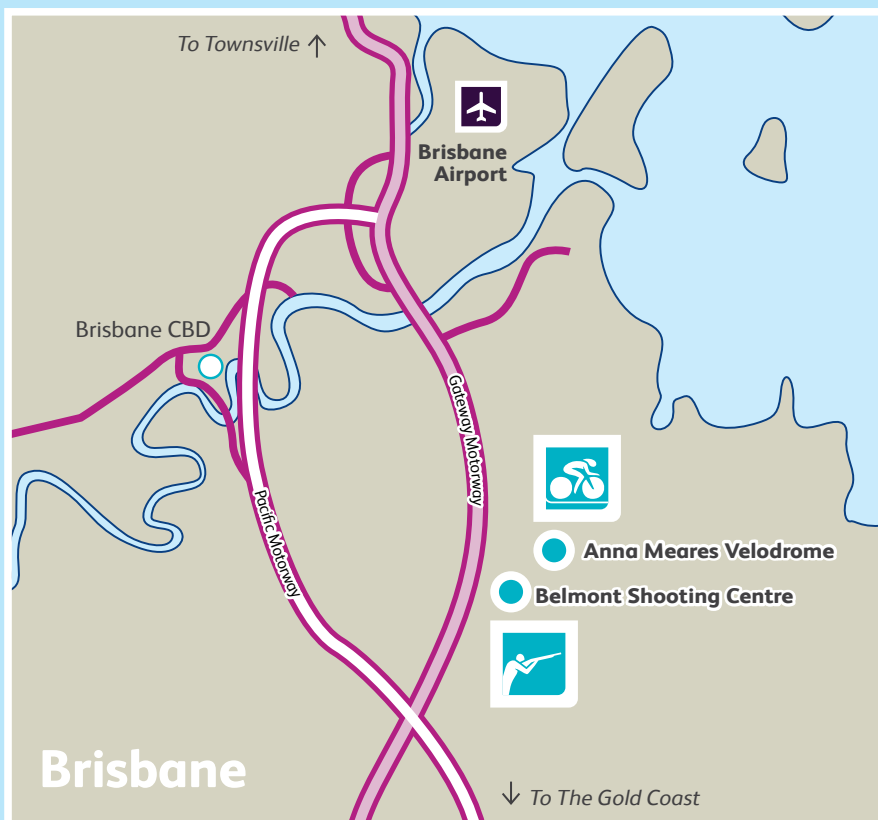 To Townsville ↑
Brisbane
Airport
Brisbane CBD
Gateway Motorway
Pacific Motorway
Anna Meares Velodrome
Belmont Shooting Centre
Brisbane
↓ To The Gold Coast